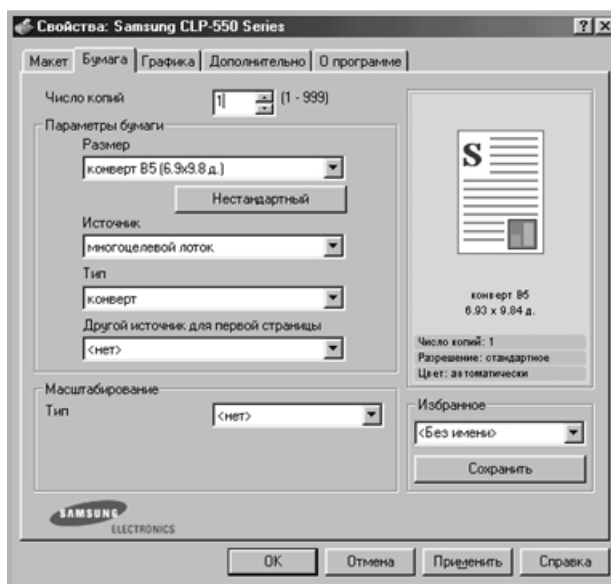 Свойства: Samsung CLP-550 Series
Макет Бумага Графика Дополнительно О программе
Число копий 1 (1 - 999)
Параметры бумаги
Размер
конверт B5 (6.9x9.8 д.)
Нестандартный
Источник
многоцелевой лоток
Тип
конверт
Другой источник для первой страницы
<нет>
S
конверт B5
6.93 x 9.84 д.
Число копий: 1
Разрешение: стандартное
Цвет: автоматически
Масштабирование
Тип <нет>
Избранное
<Без имени>
Сохранить
SAMSUNG
ELECTRONICS
OK Отмена Применить Справка